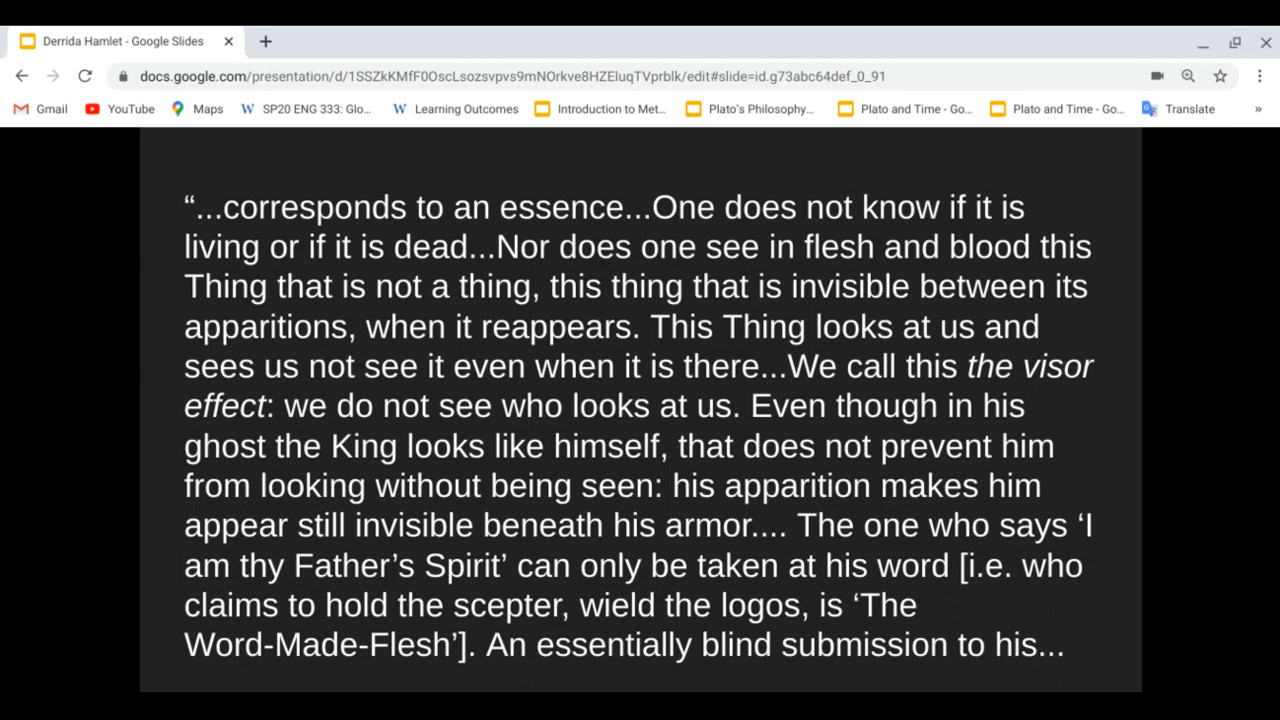 Derrida Hamlet - Google Slides
docs.google.com/presentation/d/1SSZkKMfF0OscLsozsvpvs9mNOrkve8HZEluqTVprblk/edit#slide=id.g73abc64def_0_91
Gmail YouTube Maps SP20 ENG 333: Glo... Learning Outcomes Introduction to Met... Plato's Philosophy... Plato and Time - Go... Plato and Time - Go... Translate »
“...corresponds to an essence...One does not know if it is
living or if it is dead...Nor does one see in flesh and blood this
Thing that is not a thing, this thing that is invisible between its
apparitions, when it reappears. This Thing looks at us and
sees us not see it even when it is there...We call this the visor
effect: we do not see who looks at us. Even though in his
ghost the King looks like himself, that does not prevent him
from looking without being seen: his apparition makes him
appear still invisible beneath his armor.... The one who says ‘I
am thy Father’s Spirit’ can only be taken at his word [i.e. who
claims to hold the scepter, wield the logos, is ‘The
Word-Made-Flesh’]. An essentially blind submission to his...